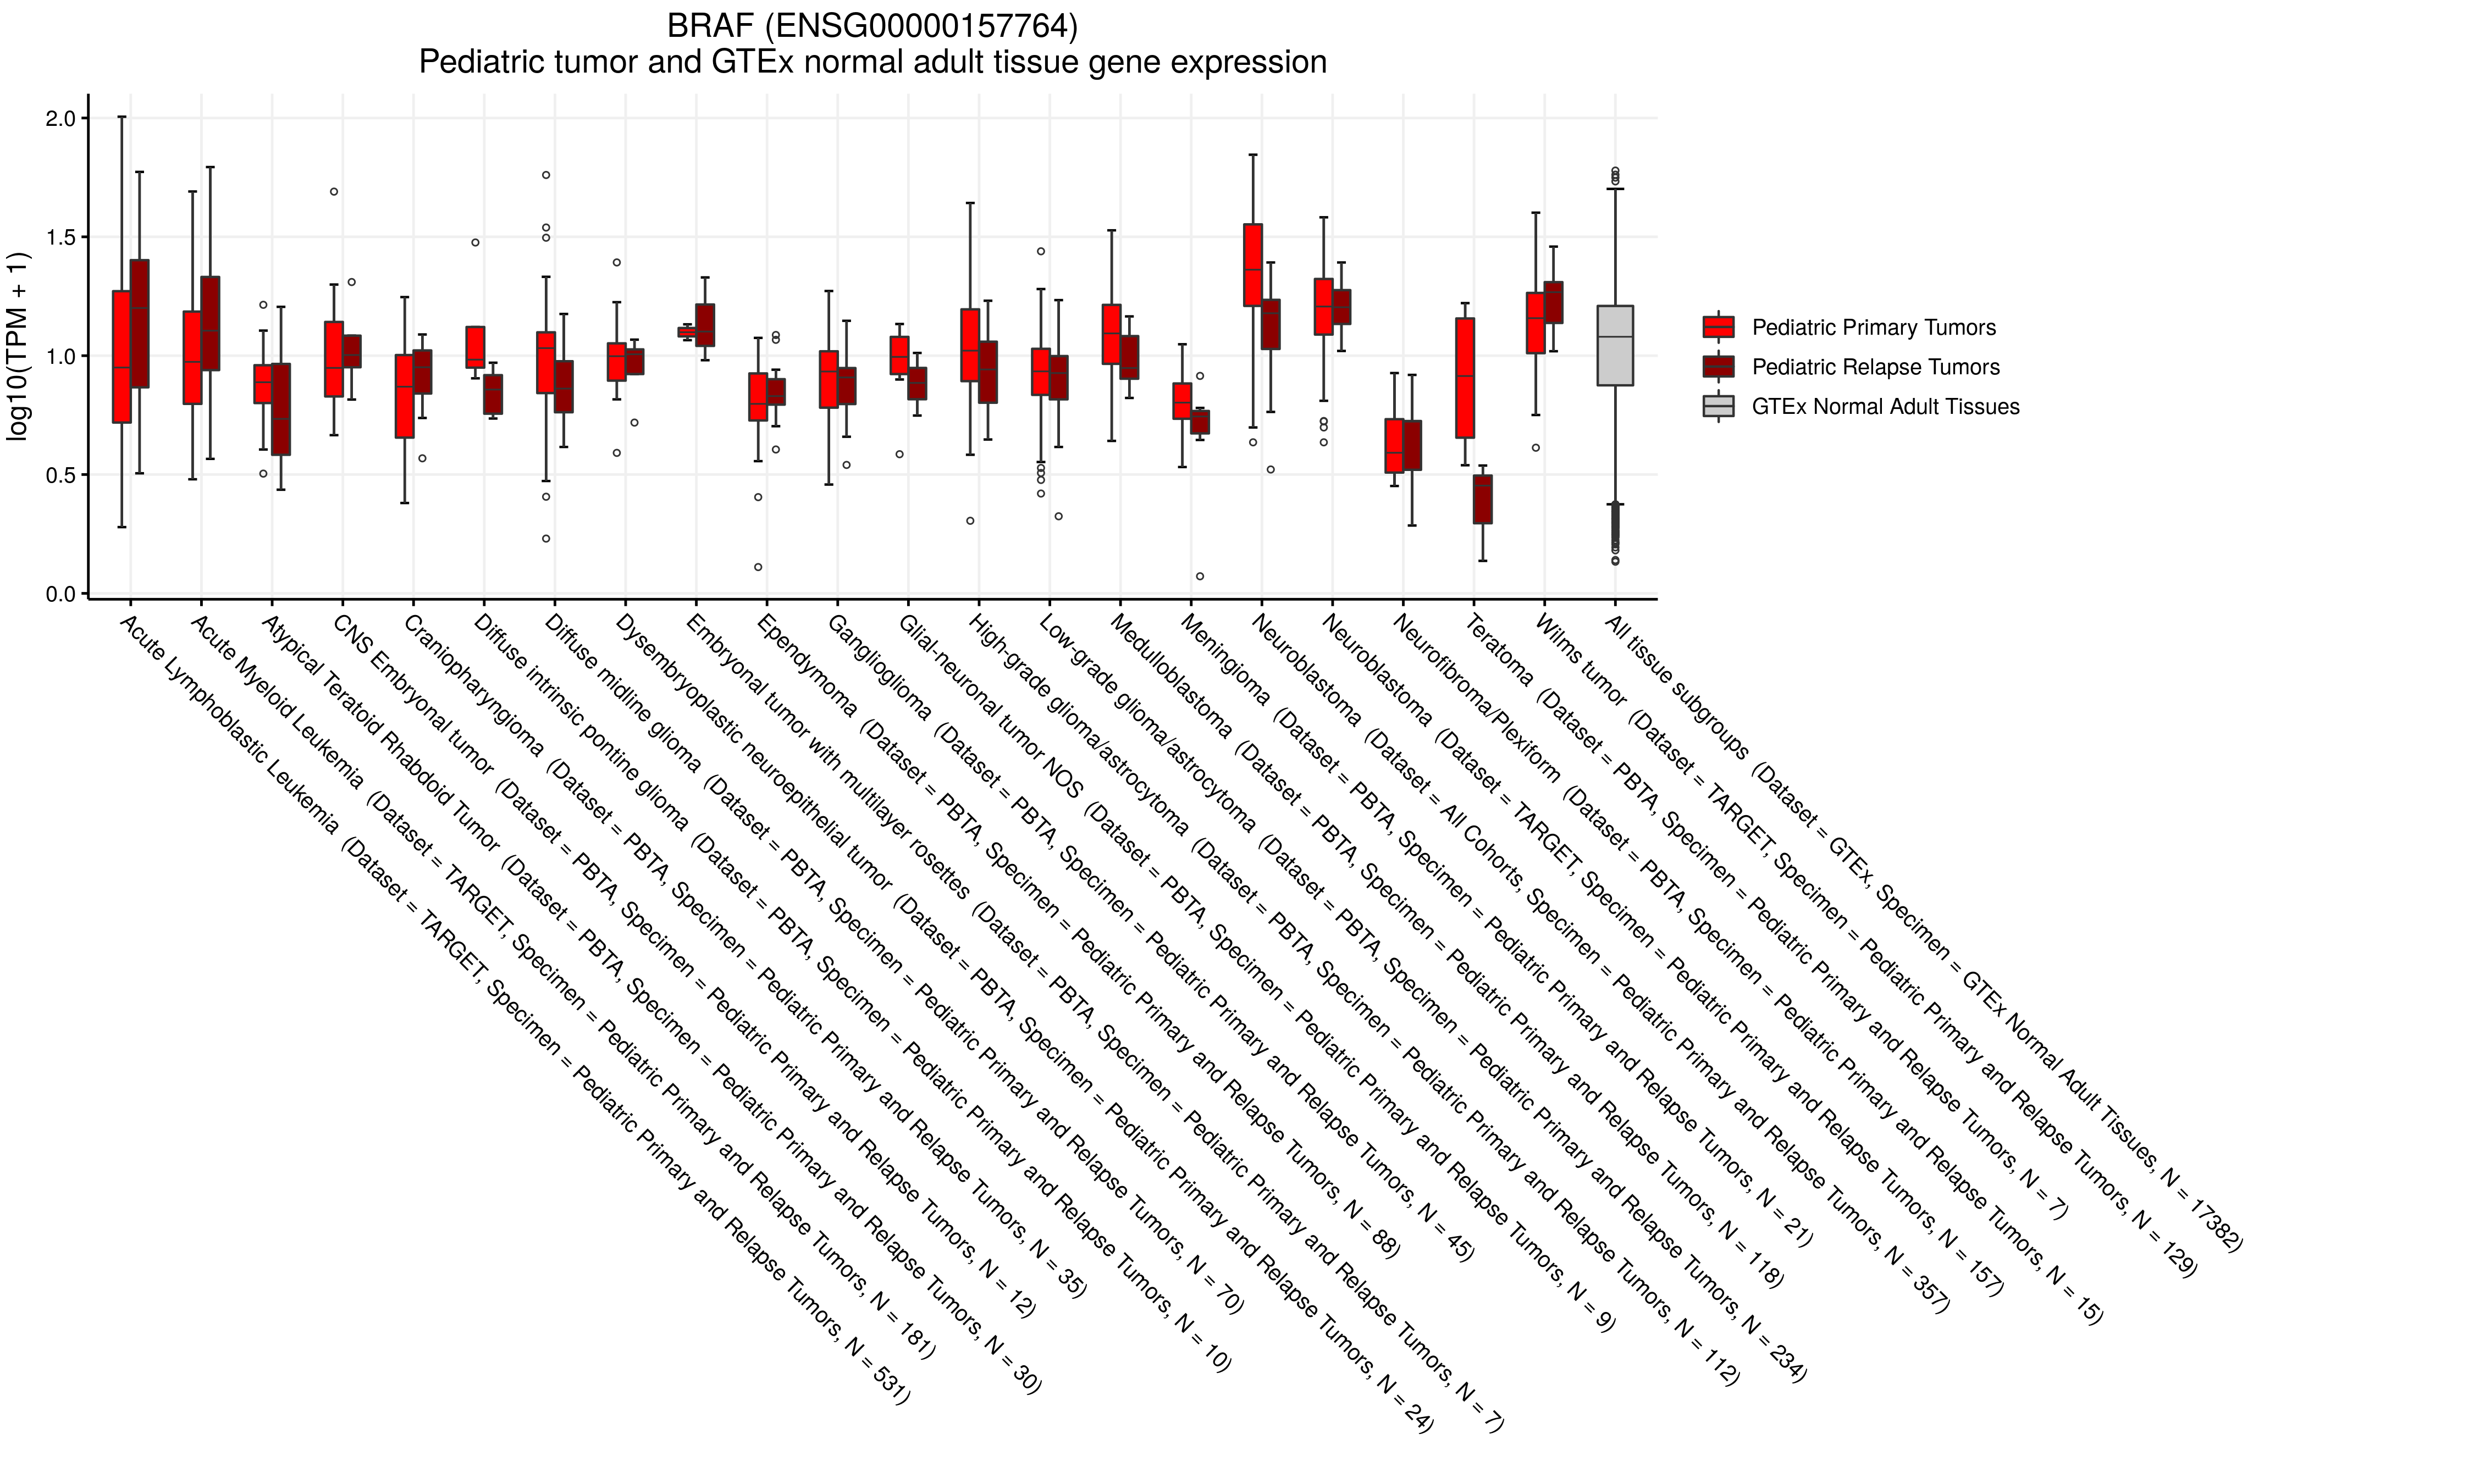 BRAF (ENSG00000157764)
Pediatric tumor and GTEx normal adult tissue gene expression
log10(TPM + 1)
2.0
1.5
1.0
0.5
0.0
Pediatric Primary Tumors
Pediatric Relapse Tumors
GTEx Normal Adult Tissues
Acute Lymphoblastic Leukemia (Dataset = TARGET, Specimen = Pediatric Primary and Relapse Tumors, N = 531)
Acute Myeloid Leukemia (Dataset = TARGET, Specimen = Pediatric Primary and Relapse Tumors, N = 181)
Atypical Teratoid Rhabdoid Tumor (Dataset = PBTA, Specimen = Pediatric Primary and Relapse Tumors, N = 30)
CNS Embryonal tumor (Dataset = PBTA, Specimen = Pediatric Primary and Relapse Tumors, N = 12)
Craniopharyngioma (Dataset = PBTA, Specimen = Pediatric Primary and Relapse Tumors, N = 35)
Diffuse intrinsic pontine glioma (Dataset = PBTA, Specimen = Pediatric Primary and Relapse Tumors, N = 10)
Diffuse midline glioma (Dataset = PBTA, Specimen = Pediatric Primary and Relapse Tumors, N = 70)
Dysembryoplastic neuroepithelial tumor (Dataset = PBTA, Specimen = Pediatric Primary and Relapse Tumors, N = 24)
Embryonal tumor with multilayer rosettes (Dataset = PBTA, Specimen = Pediatric Primary and Relapse Tumors, N = 7)
Ependymoma (Dataset = PBTA, Specimen = Pediatric Primary and Relapse Tumors, N = 88)
Ganglioglioma (Dataset = PBTA, Specimen = Pediatric Primary and Relapse Tumors, N = 45)
Glial-neuronal tumor NOS (Dataset = PBTA, Specimen = Pediatric Primary and Relapse Tumors, N = 9)
High-grade glioma/astrocytoma (Dataset = PBTA, Specimen = Pediatric Primary and Relapse Tumors, N = 112)
Low-grade glioma/astrocytoma (Dataset = PBTA, Specimen = Pediatric Primary and Relapse Tumors, N = 234)
Medulloblastoma (Dataset = PBTA, Specimen = Pediatric Primary and Relapse Tumors, N = 118)
Meningioma (Dataset = PBTA, Specimen = Pediatric Primary and Relapse Tumors, N = 21)
Neuroblastoma (Dataset = All Cohorts, Specimen = Pediatric Primary and Relapse Tumors, N = 357)
Neuroblastoma (Dataset = TARGET, Specimen = Pediatric Primary and Relapse Tumors, N = 157)
Neurofibroma/Plexiform (Dataset = PBTA, Specimen = Pediatric Primary and Relapse Tumors, N = 15)
Teratoma (Dataset = PBTA, Specimen = Pediatric Primary and Relapse Tumors, N = 7)
Wilms tumor (Dataset = TARGET, Specimen = Pediatric Primary and Relapse Tumors, N = 129)
All tissue subgroups (Dataset = GTEx, Specimen = GTEx Normal Adult Tissues, N = 17382)